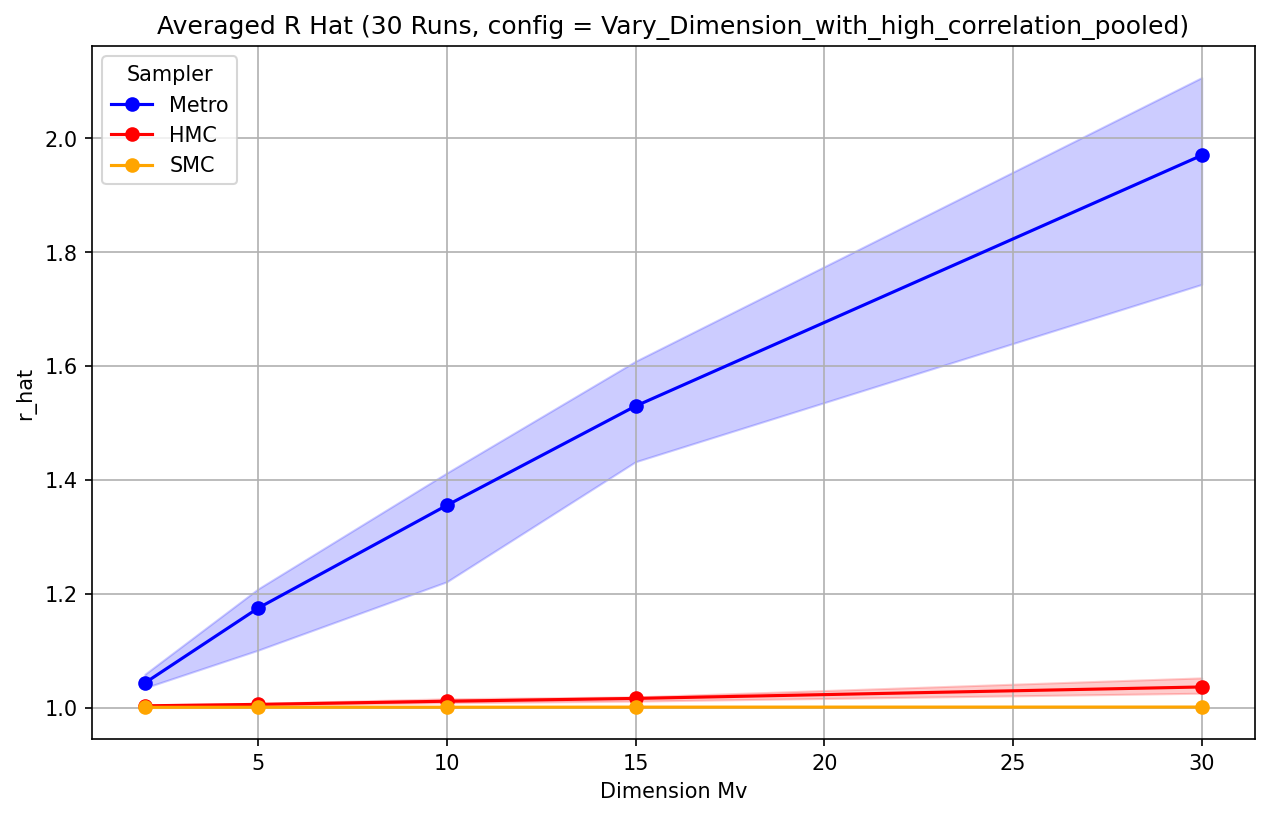 Averaged R Hat (30 Runs, config = Vary_Dimension_with_high_correlation_pooled)
Sampler
Metro
HMC
SMC
2.0
1.8
1.6
1.4
1.2
1.0
r_hat
5 10 15 20 25 30
Dimension Mv